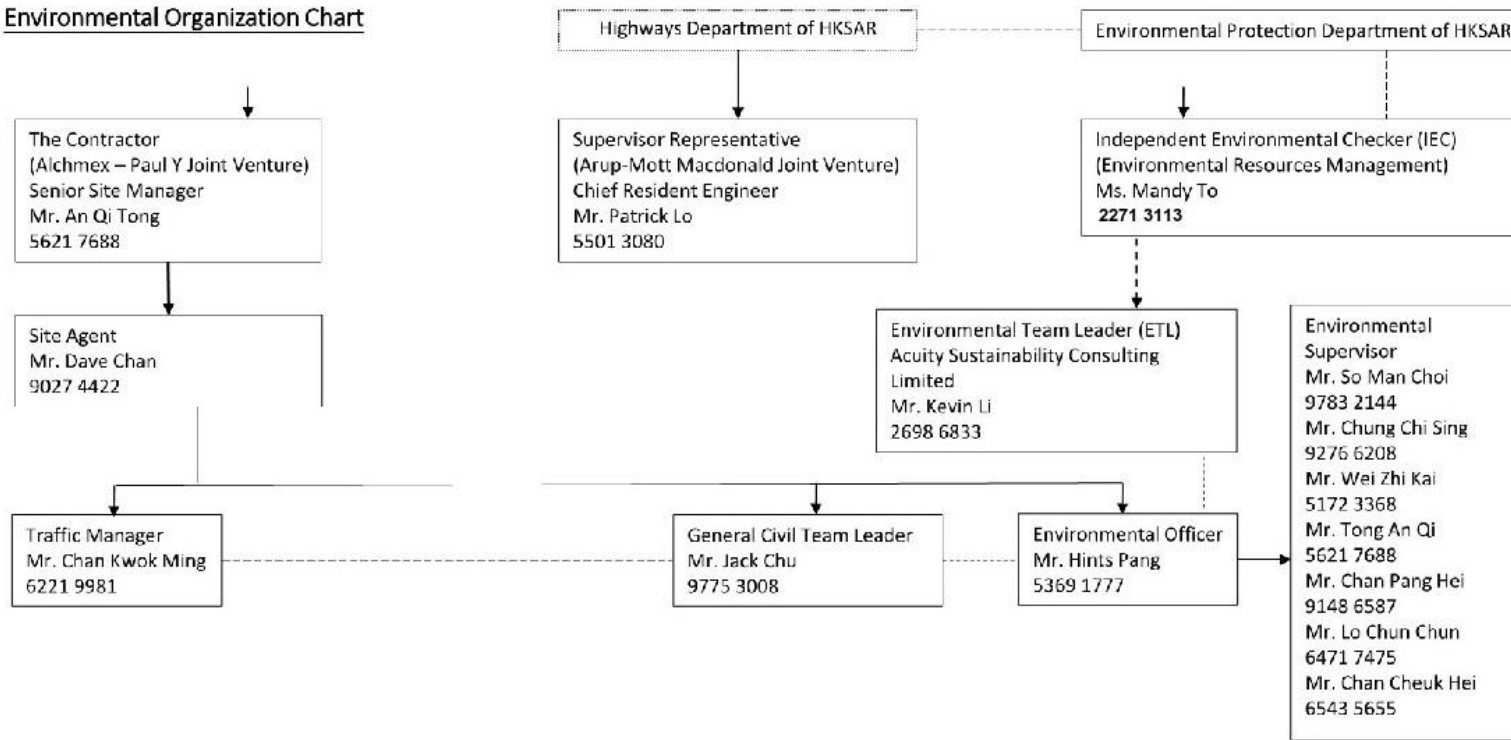 Environmental Organization Chart
Highways Department of HKSAR
Environmental Protection Department of HKSAR
The Contractor
(Alchmex – Paul Y Joint Venture)
Senior Site Manager
Mr. An Qi Tong
5621 7688
Supervisor Representative
(Arup-Mott Macdonald Joint Venture)
Chief Resident Engineer
Mr. Patrick Lo
5501 3080
Independent Environmental Checker (IEC)
(Environmental Resources Management)
Ms. Mandy To
2271 3113
Site Agent
Mr. Dave Chan
9027 4422
Environmental Team Leader (ETL)
Acuity Sustainability Consulting
Limited
Mr. Kevin Li
2698 6833
Environmental
Supervisor
Mr. So Man Choi
9783 2144
Mr. Chung Chi Sing
9276 6208
Mr. Wei Zhi Kai
5172 3368
Mr. Tong An Qi
5621 7688
Mr. Chan Pang Hei
9148 6587
Mr. Lo Chun Chun
6471 7475
Mr. Chan Cheuk Hei
6543 5655
Traffic Manager
Mr. Chan Kwok Ming
6221 9981
General Civil Team Leader
Mr. Jack Chu
9775 3008
Environmental Officer
Mr. Hints Pang
5369 1777